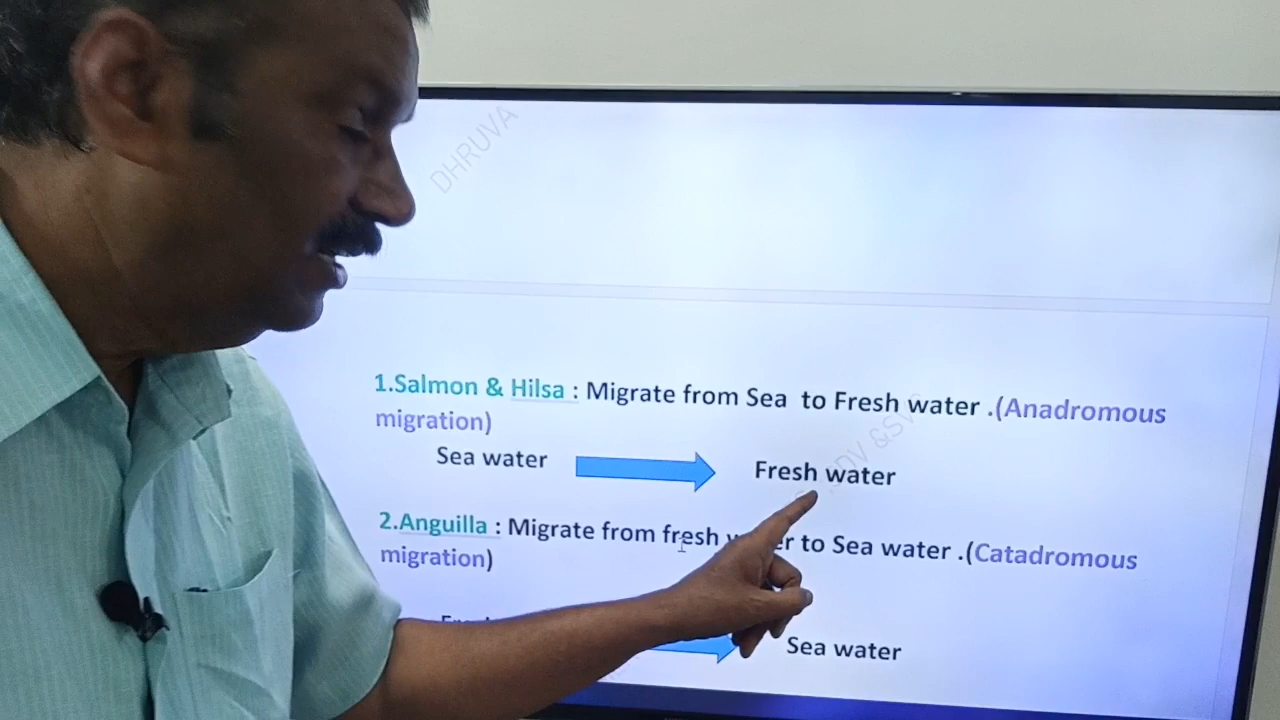 DHRUVA
1.Salmon & Hilsa : Migrate from Sea to Fresh water .(Anadromous
migration)
Sea water Fresh water
2.Anguilla : Migrate from fresh to Sea water .(Catadromous
migration)
Sea water